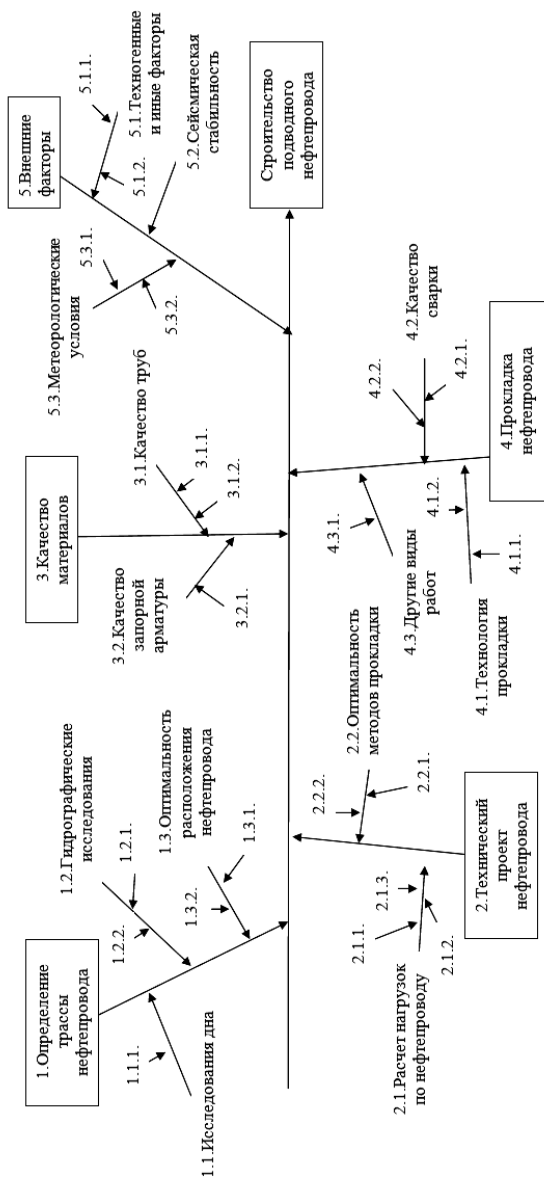 1.Определение
трассы
нефтепровода
1.1.Исследования дна
1.1.1.
1.2.Гидрографические
исследования
1.2.1.
1.2.2.
1.3.Оптимальность
расположения
нефтепровода
1.3.1.
1.3.2.
2.Технический
проект
нефтепровода
2.1.Расчет нагрузок
по нефтепроводу
2.1.1.
2.1.2.
2.1.3.
2.2.Оптимальность
методов прокладки
2.2.1.
2.2.2.
3.Качество
материалов
3.1.Качество труб
3.1.1.
3.1.2.
3.2.Качество
запорной
арматуры
3.2.1.
4.Прокладка
нефтепровода
4.1.Технология
прокладки
4.1.1.
4.1.2.
4.2.Качество
сварки
4.2.1.
4.2.2.
4.3.Другие виды
работ
4.3.1.
5.Внешние
факторы
5.1.Техногенные
и иные факторы
5.1.1.
5.1.2.
5.2.Сейсмическая
стабильность
5.3.Метеорологические
условия
5.3.1.
5.3.2.
Строительство
подводного
нефтепровода